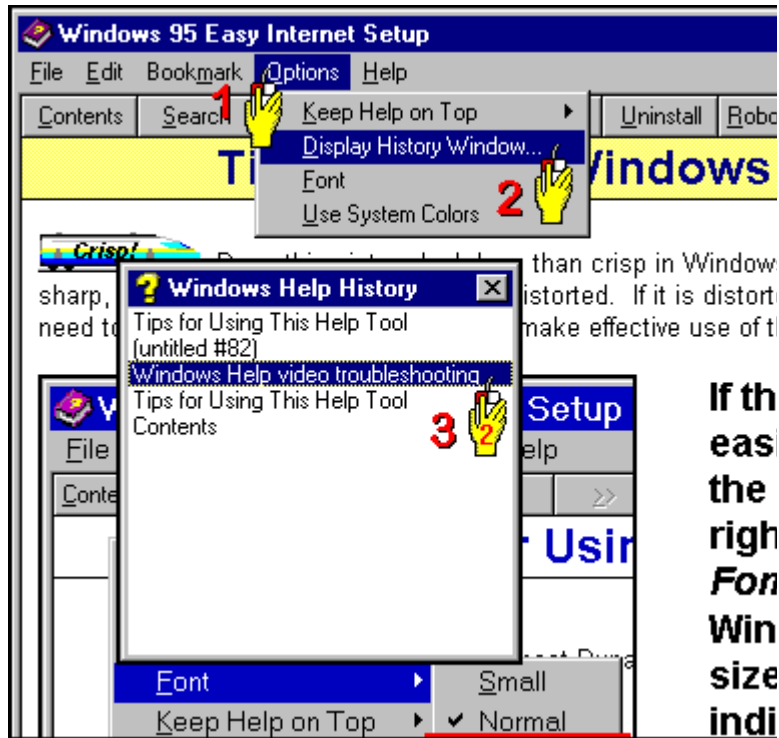 Windows 95 Easy Internet Setup
File Edit Bookmark Options Help
1
Contents Search Uninstall Robo
Keep Help on Top
Display History Window...
Font
2
Use System Colors
Ti indows
Crisp!
than crisp in Windows
sharp, istorted. If it is distort
need to make effective use of t
Windows Help History
Tips for Using This Help Tool
(untitled #82)
Windows Help video troubleshooting
Tips for Using This Help Tool
Contents
3 2
W Setup
File elp
Conte >>
r Usin
Font Small
Keep Help on Top Normal
If th
easi
the
righ
Fon
Win
size
indi